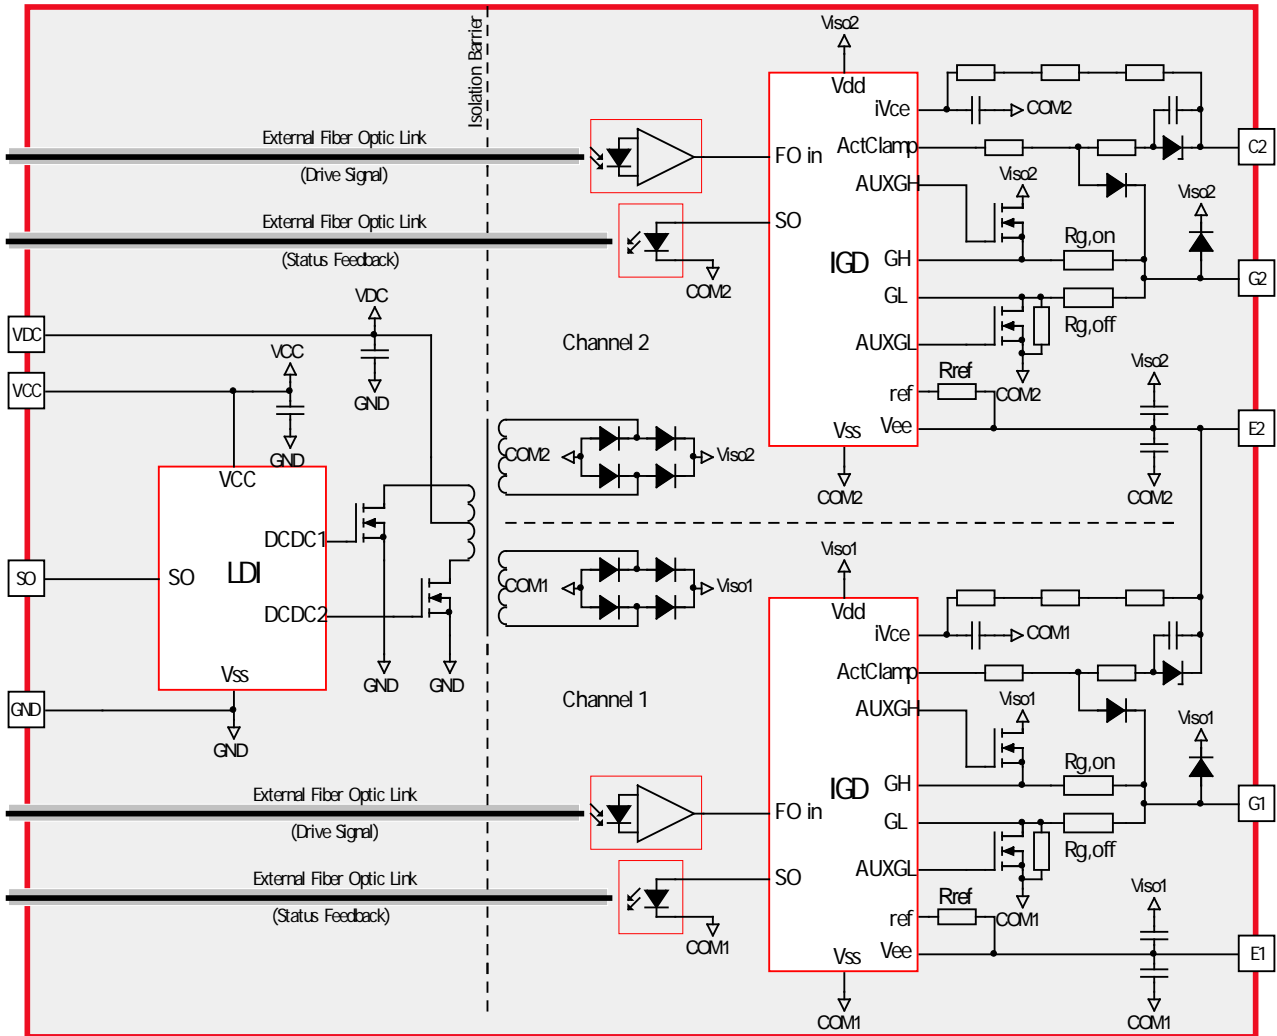 Isolation Barrier
Viso2
Vdd
iVce
COM2
External Fiber Optic Link
(Drive Signal)
FO in
ActClamp
C2
AUXGH
Viso2
Viso2
External Fiber Optic Link
(Status Feedback)
SO
COM2
IGD
GH
Rg,on
G2
GL
Rg,off
AUXGL
COM2
VDC
VDC
Channel 2
VCC
VCC
GND
GND
ref
Rref
Viso2
Vee
E2
Vss
COM2
COM2
COM2
Viso2
VCC
DCDC1
SO
SO
LDI
DCDC2
Vss
GND
GND
GND
GND
COM1
Viso1
Viso1
Vdd
iVce
COM1
ActClamp
Channel 1
AUXGH
Viso1
Viso1
External Fiber Optic Link
(Drive Signal)
FO in
IGD
GH
Rg,on
G1
GL
Rg,off
AUXGL
COM1
External Fiber Optic Link
(Status Feedback)
SO
COM1
ref
Rref
Viso1
Vee
E1
Vss
COM1
COM1